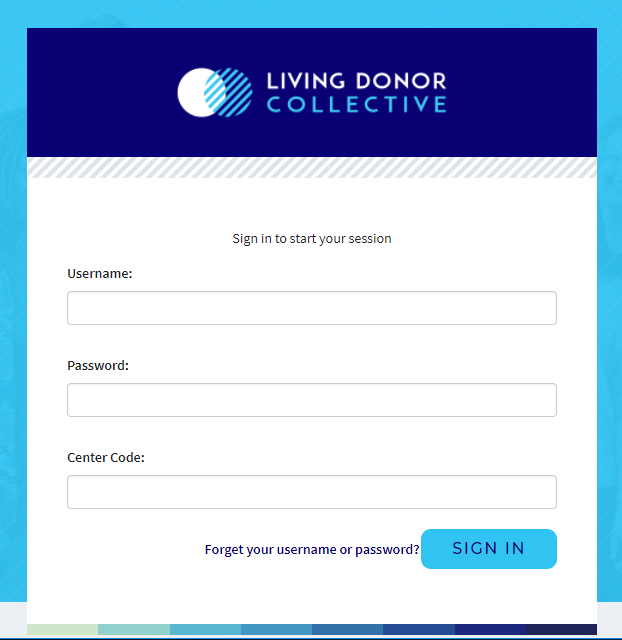 LIVING DONOR
COLLECTIVE
Sign in to start your session
Username:
Password:
Center Code:
Forget your username or password? SIGN IN